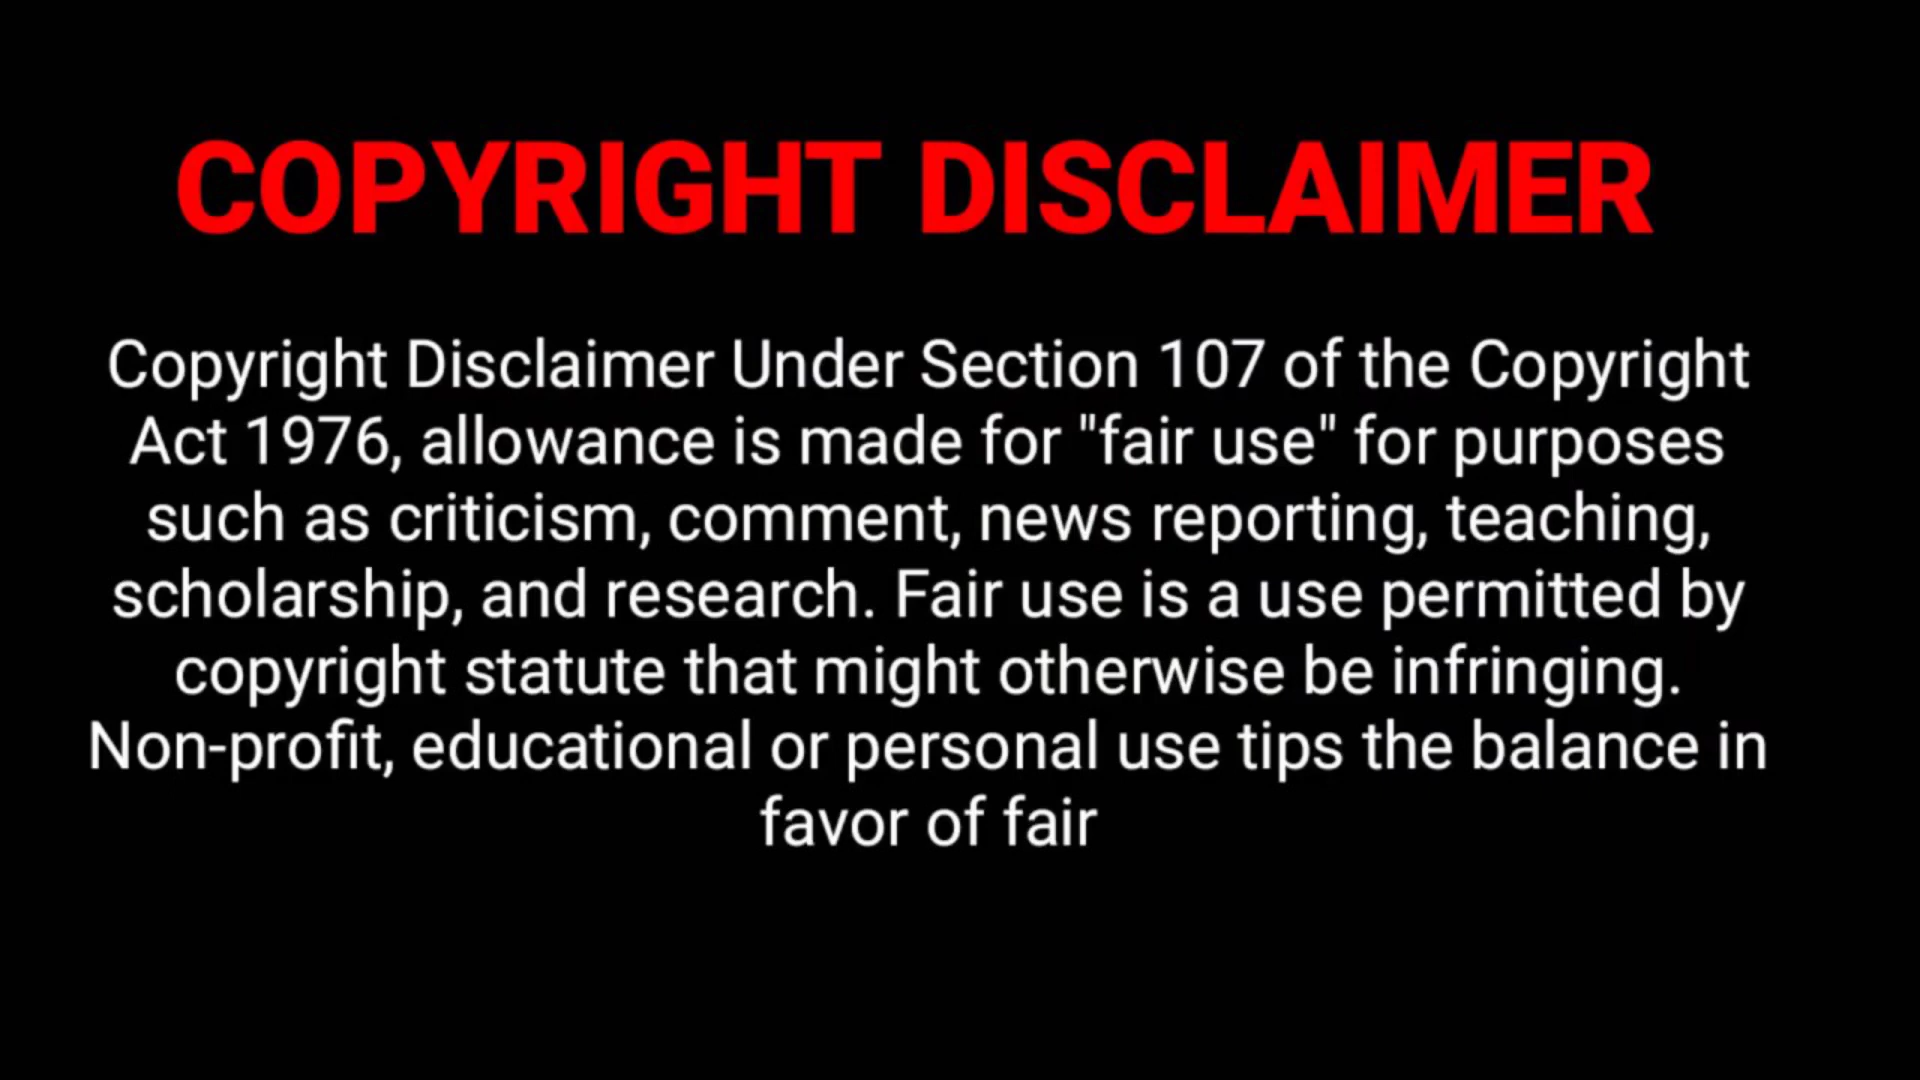 COPYRIGHT DISCLAIMER
Copyright Disclaimer Under Section 107 of the Copyright
Act 1976, allowance is made for "fair use" for purposes
such as criticism, comment, news reporting, teaching,
scholarship, and research. Fair use is a use permitted by
copyright statute that might otherwise be infringing.
Non-profit, educational or personal use tips the balance in
favor of fair